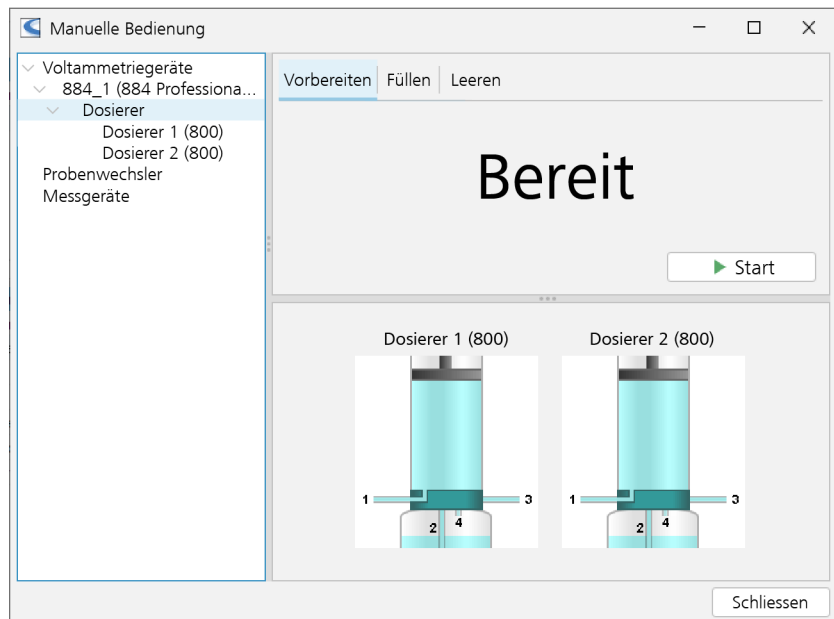 Manuelle Bedienung
Voltammetriegeräte
884_1 (884 Professiona...
Dosierer
Dosierer 1 (800)
Dosierer 2 (800)
Probenwechsler
Messgeräte
Vorbereiten Füllen Leeren
Bereit
Start
Dosierer 1 (800) Dosierer 2 (800)
1 3 1 3
2 4 2 4
Schliessen